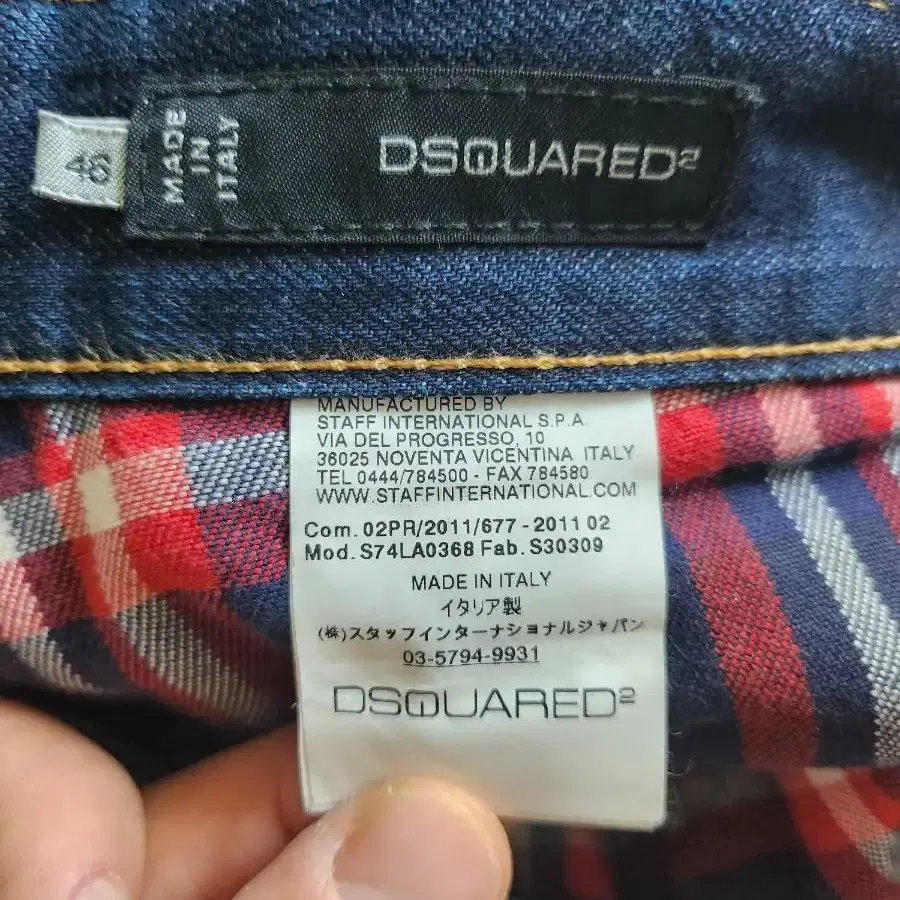 46
MADE
IN
ITALY
DSQUARED²
MANUFACTURED BY
STAFF INTERNATIONAL S.P.A.
VIA DEL PROGRESSO, 10
36025 NOVENTA VICENTINA ITALY
TEL 0444/784500 - FAX 784580
WWW.STAFFINTERNATIONAL.COM
Com. 02PR/2011/677 - 2011 02
Mod. S74LA0368 Fab. S30309
MADE IN ITALY
イタリア製
(株)スタッフインターナショナルジャパン
03-5794-9931
DSQUARED²